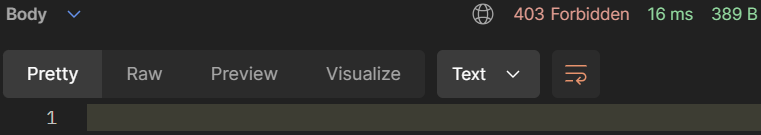 Body 403 Forbidden 16 ms 389 B
Pretty Raw Preview Visualize Text
1